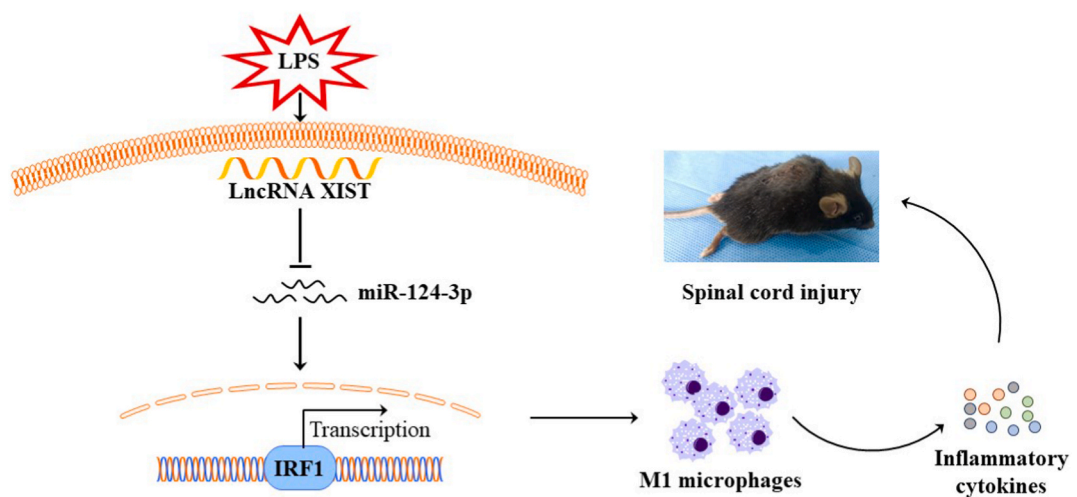 LPS
LncRNA XIST
miR-124-3p
Transcription
IRF1
M1 microphages
Inflammatory
cytokines
Spinal cord injury